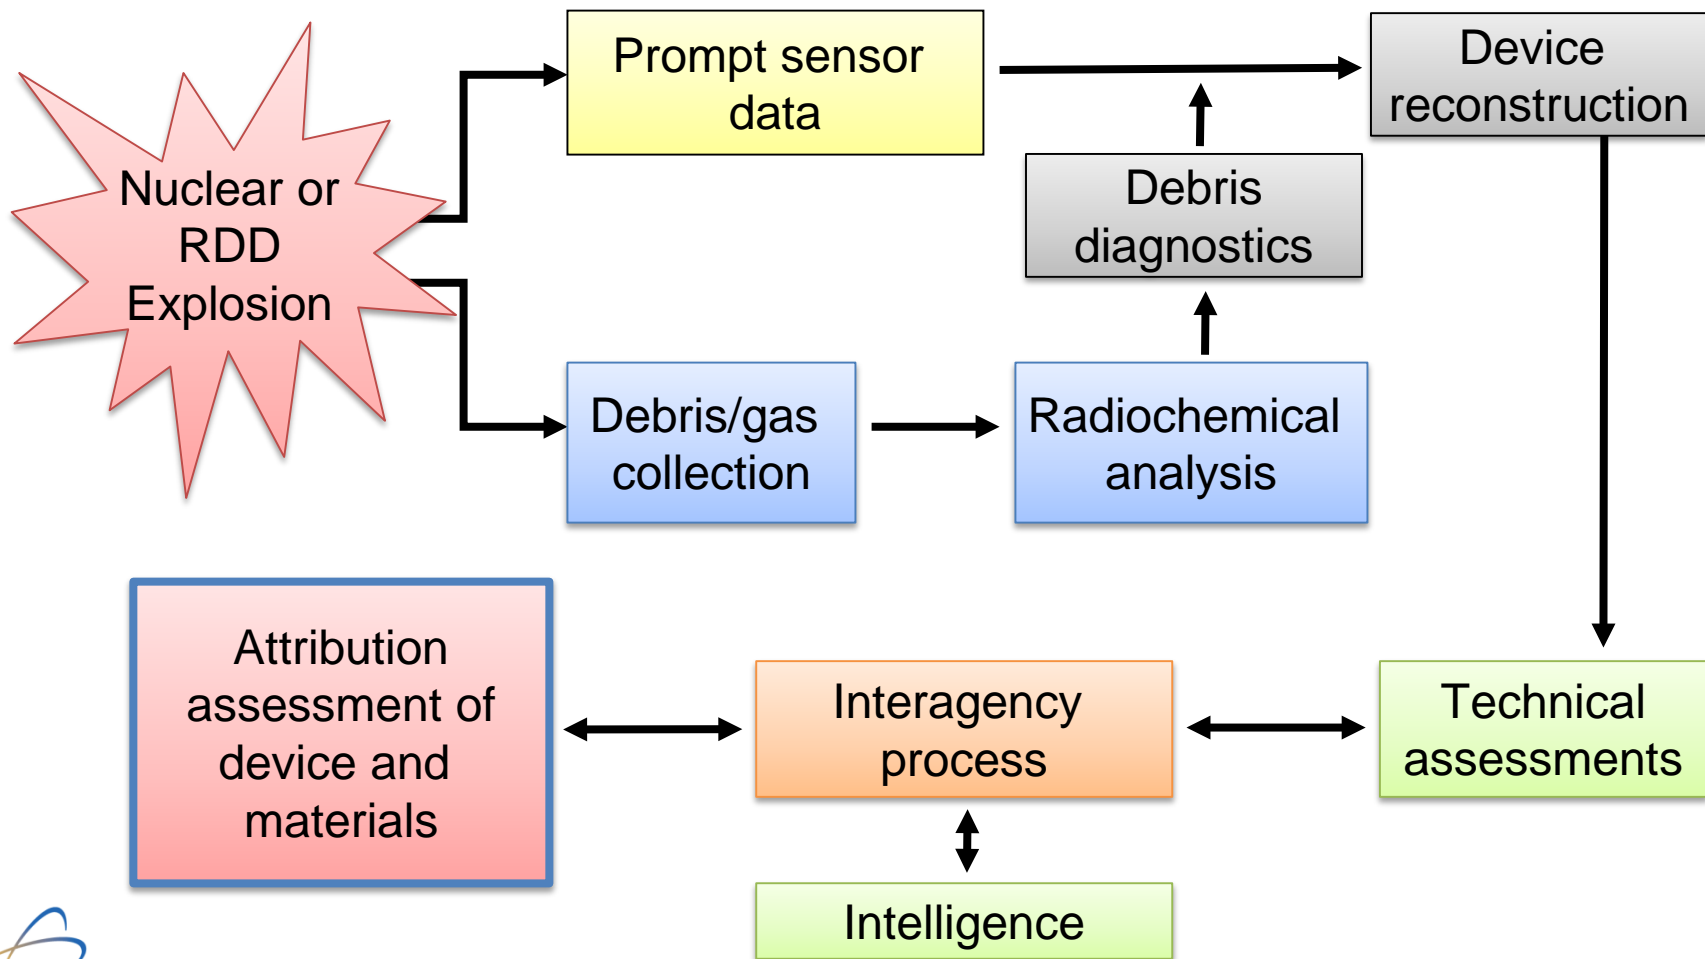 Prompt sensor
data
Device
reconstruction
Nuclear or
RDD
Explosion
Debris
diagnostics
Debris/gas
collection
Radiochemical
analysis
Attribution
assessment of
device and
materials
Interagency
process
Technical
assessments
Intelligence